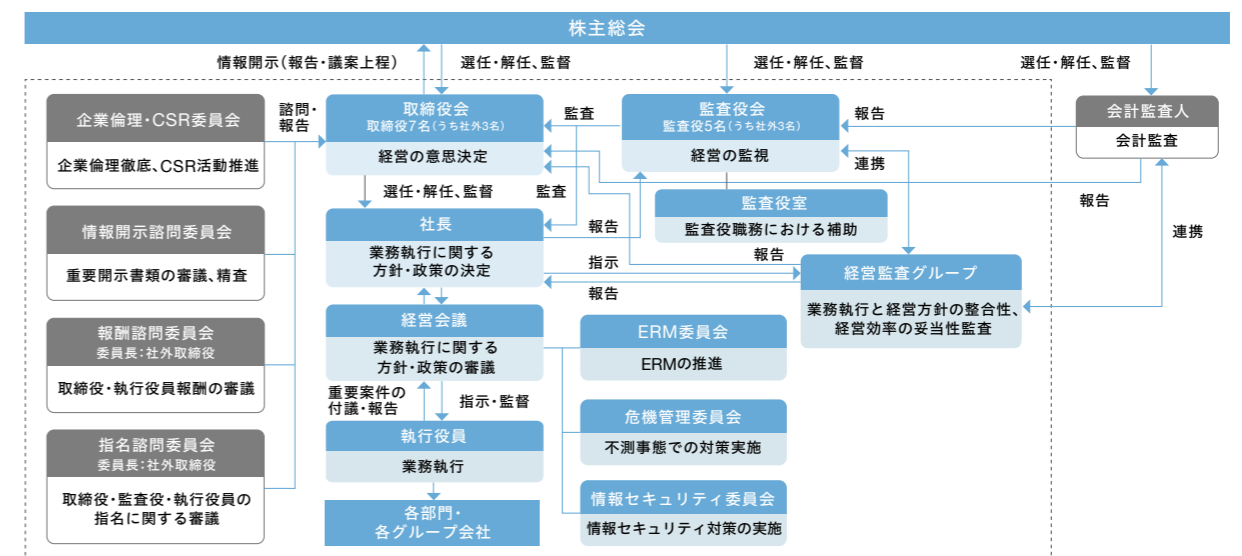 株主総会
情報開示（報告・議案上程）
選任・解任、監督
選任・解任、監督
選任・解任、監督
企業倫理・CSR委員会
企業倫理徹底、CSR活動推進
諮問・
報告
取締役会
取締役7名（うち社外3名）
経営の意思決定
監査
監査役会
監査役5名（うち社外3名）
経営の監視
報告
会計監査人
会計監査
連携
選任・解任、監督
監査
監査役室
監査役職務における補助
報告
連携
情報開示諮問委員会
重要開示書類の審議、精査
社長
業務執行に関する
方針・政策の決定
報告
指示
報告
報告
経営監査グループ
業務執行と経営方針の整合性、
経営効率の妥当性監査
報酬諮問委員会
委員長：社外取締役
取締役・執行役員報酬の審議
経営会議
業務執行に関する
方針・政策の審議
ERM委員会
ERMの推進
重要案件の
付議・報告
指示・監督
危機管理委員会
不測事態での対策実施
指名諮問委員会
委員長：社外取締役
取締役・監査役・執行役員の
指名に関する審議
執行役員
業務執行
情報セキュリティ委員会
情報セキュリティ対策の実施
各部門・
各グループ会社